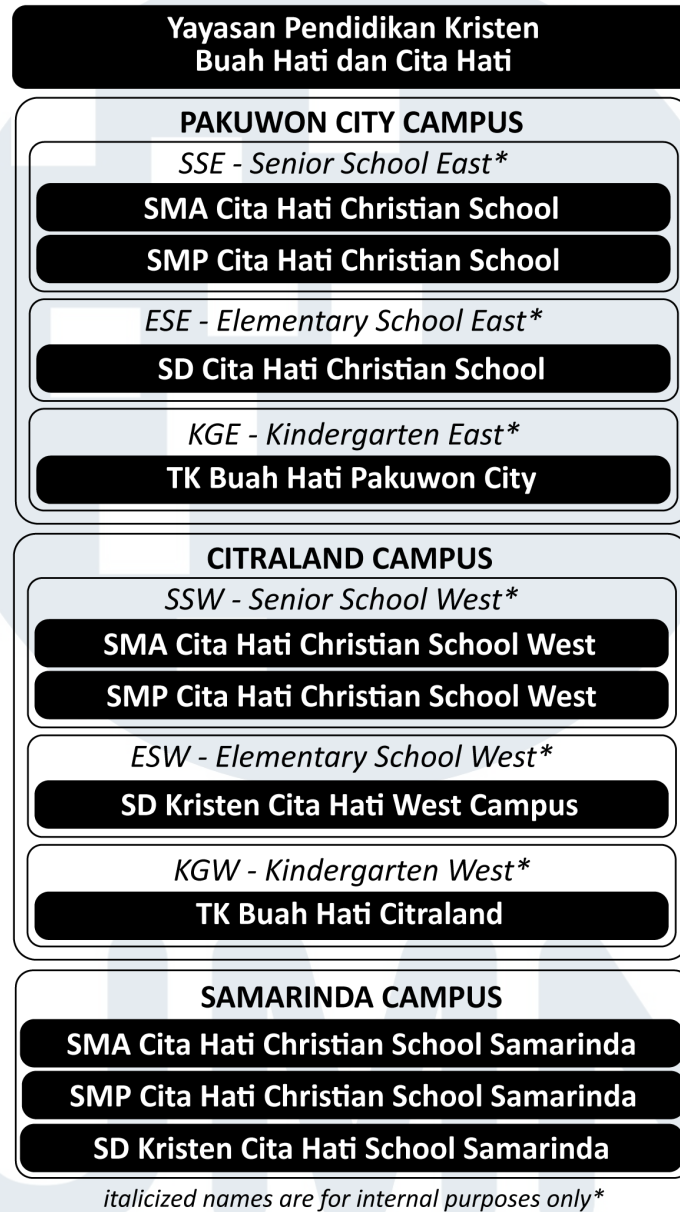 Yayasan Pendidikan Kristen
Buah Hati dan Cita Hati
PAKUWON CITY CAMPUS
SSE - Senior School East*
SMA Cita Hati Christian School
SMP Cita Hati Christian School
ESE - Elementary School East*
SD Cita Hati Christian School
KGE - Kindergarten East*
TK Buah Hati Pakuwon City
CITRALAND CAMPUS
SSW - Senior School West*
SMA Cita Hati Christian School West
SMP Cita Hati Christian School West
ESW - Elementary School West*
SD Kristen Cita Hati West Campus
KGW - Kindergarten West*
TK Buah Hati Citraland
SAMARINDA CAMPUS
SMA Cita Hati Christian School Samarinda
SMP Cita Hati Christian School Samarinda
SD Kristen Cita Hati School Samarinda
italicized names are for internal purposes only*